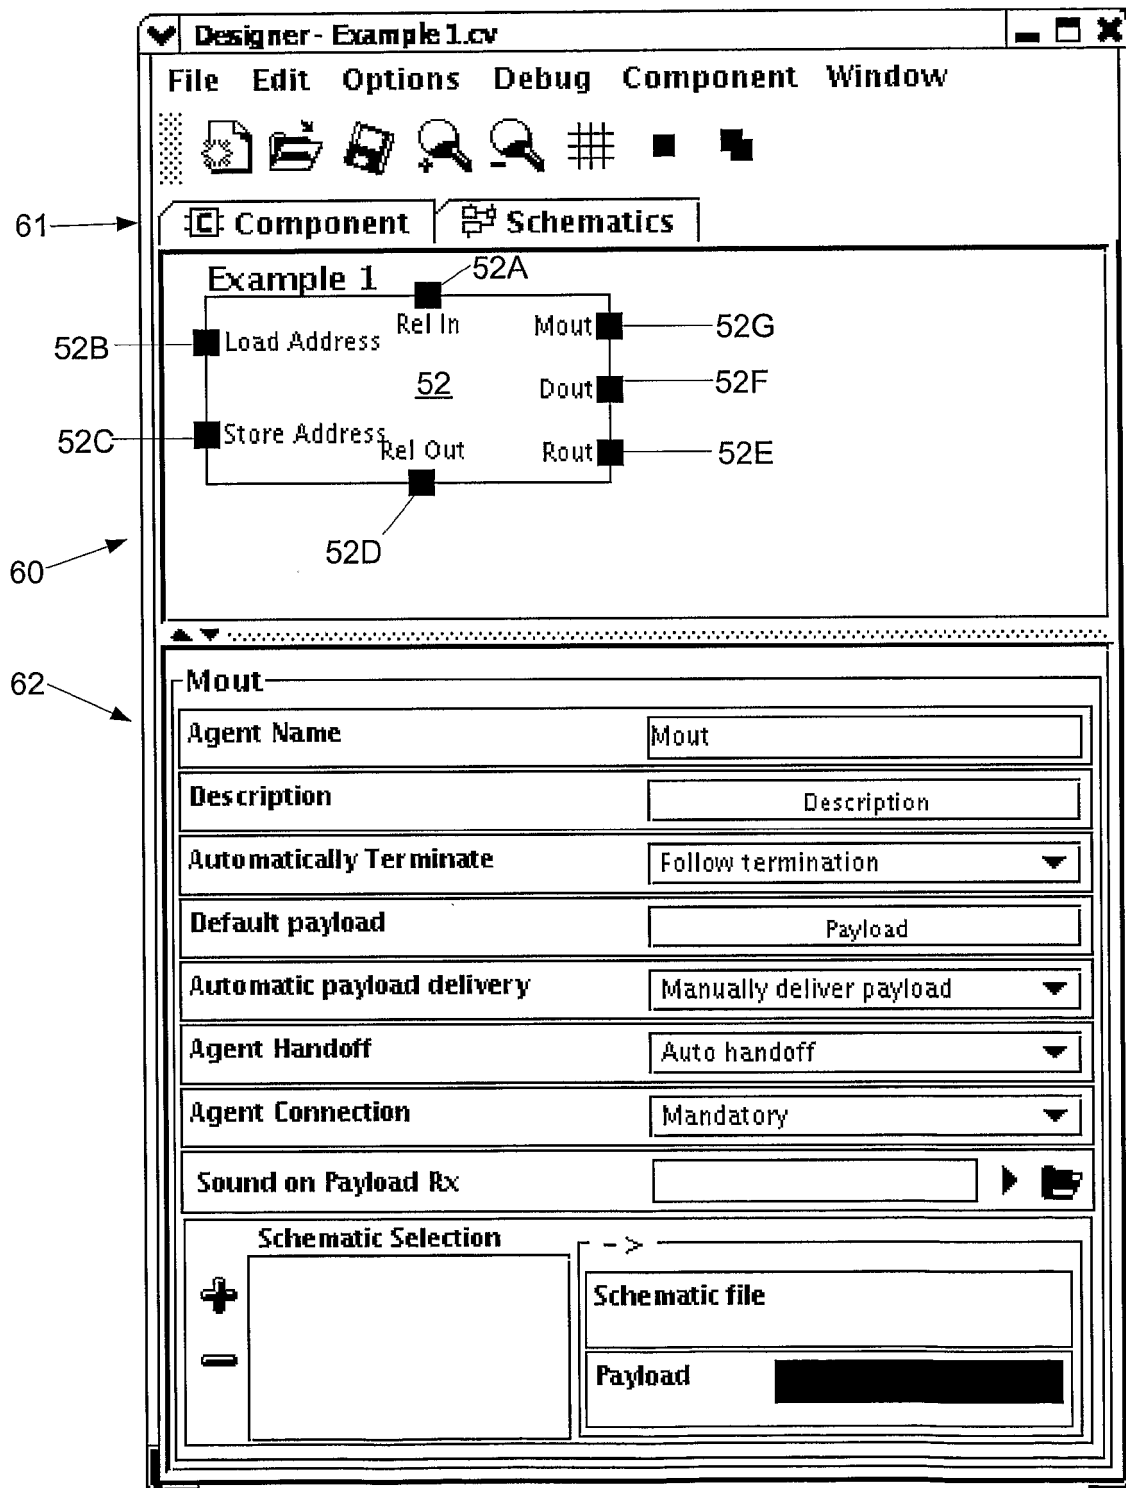 Designer - Example 1.cv
File Edit Options Debug Component Window
61
C Component Schematics
Example 1
52A
Rel In
Mout
52G
52B
Load Address
52
Dout
52F
52C
Store Address
Rel Out
Rout
52E
52D
60
62
Mout
Agent Name
Mout
Description
Description
Automatically Terminate
Follow termination
Default payload
Payload
Automatic payload delivery
Manually deliver payload
Agent Handoff
Auto handoff
Agent Connection
Mandatory
Sound on Payload Rx
Schematic Selection
->
Schematic file
Payload